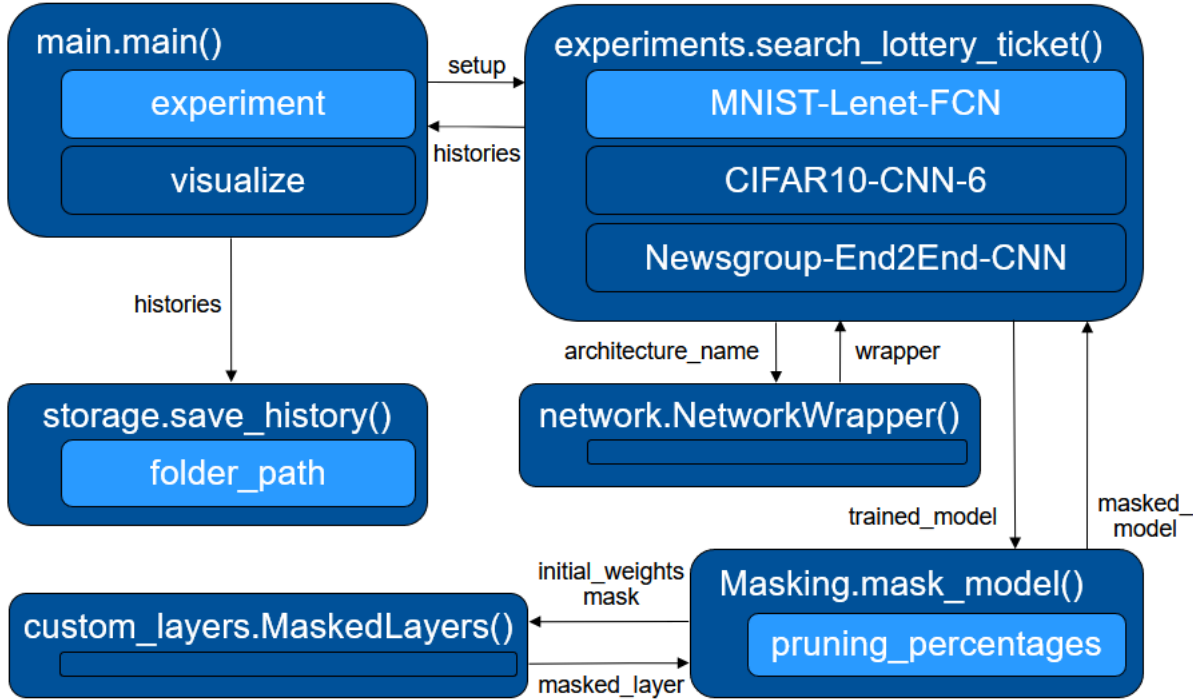 main.main()
experiment
visualize
setup
histories
experiments.search_lottery_ticket()
MNIST-Lenet-FCN
CIFAR10-CNN-6
Newsgroup-End2End-CNN
histories
architecture_name
wrapper
storage.save_history()
folder_path
network.NetworkWrapper()
trained_model
masked_
model
initial_weights
mask
Masking.mask_model()
pruning_percentages
custom_layers.MaskedLayers()
masked_layer